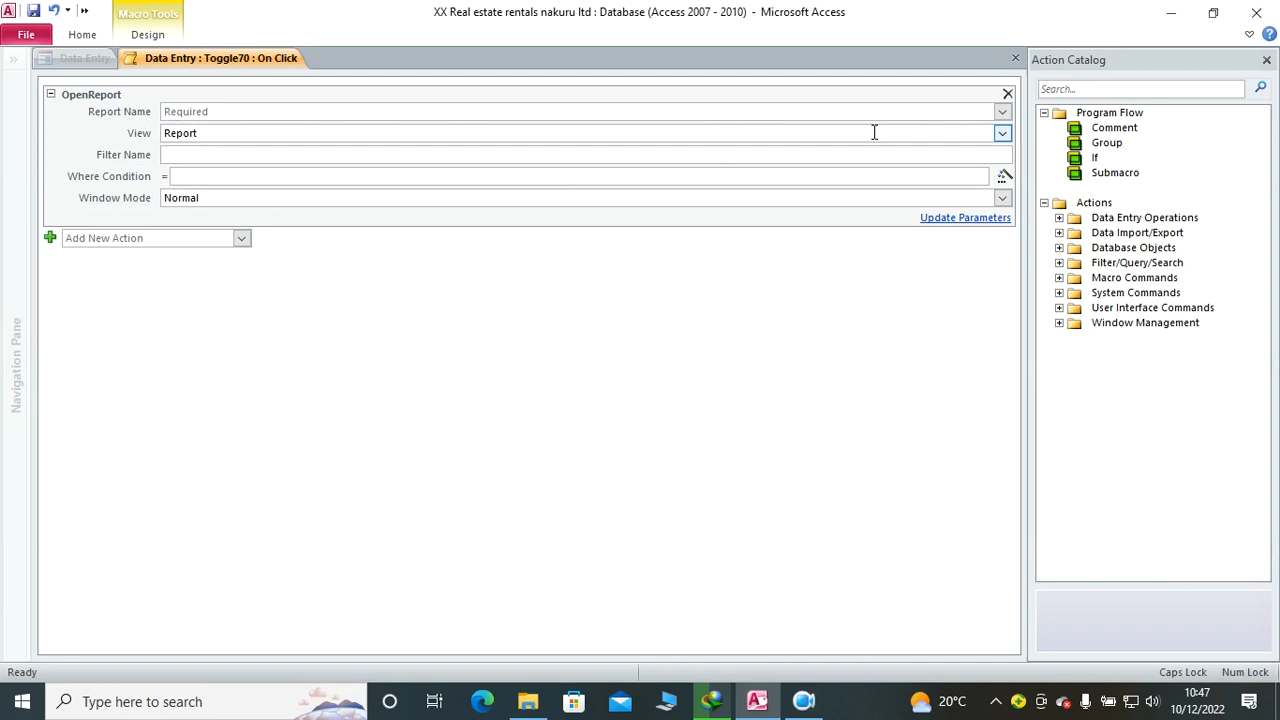 Macro Tools
XX Real estate rentals nakuru ltd : Database (Access 2007 - 2010) - Microsoft Access
File
Home
Design
Data Entry
Data Entry : Toggle70 : On Click
Action Catalog
OpenReport
Report Name
Required
View
Report
Filter Name
Where Condition
=
Window Mode
Normal
Update Parameters
Add New Action
Search...
Program Flow
Comment
Group
If
Submacro
Actions
Data Entry Operations
Data Import/Export
Database Objects
Filter/Query/Search
Macro Commands
System Commands
User Interface Commands
Window Management
Navigation Pane
Ready
Caps Lock
Num Lock
Type here to search
20°C
10:47
10/12/2022